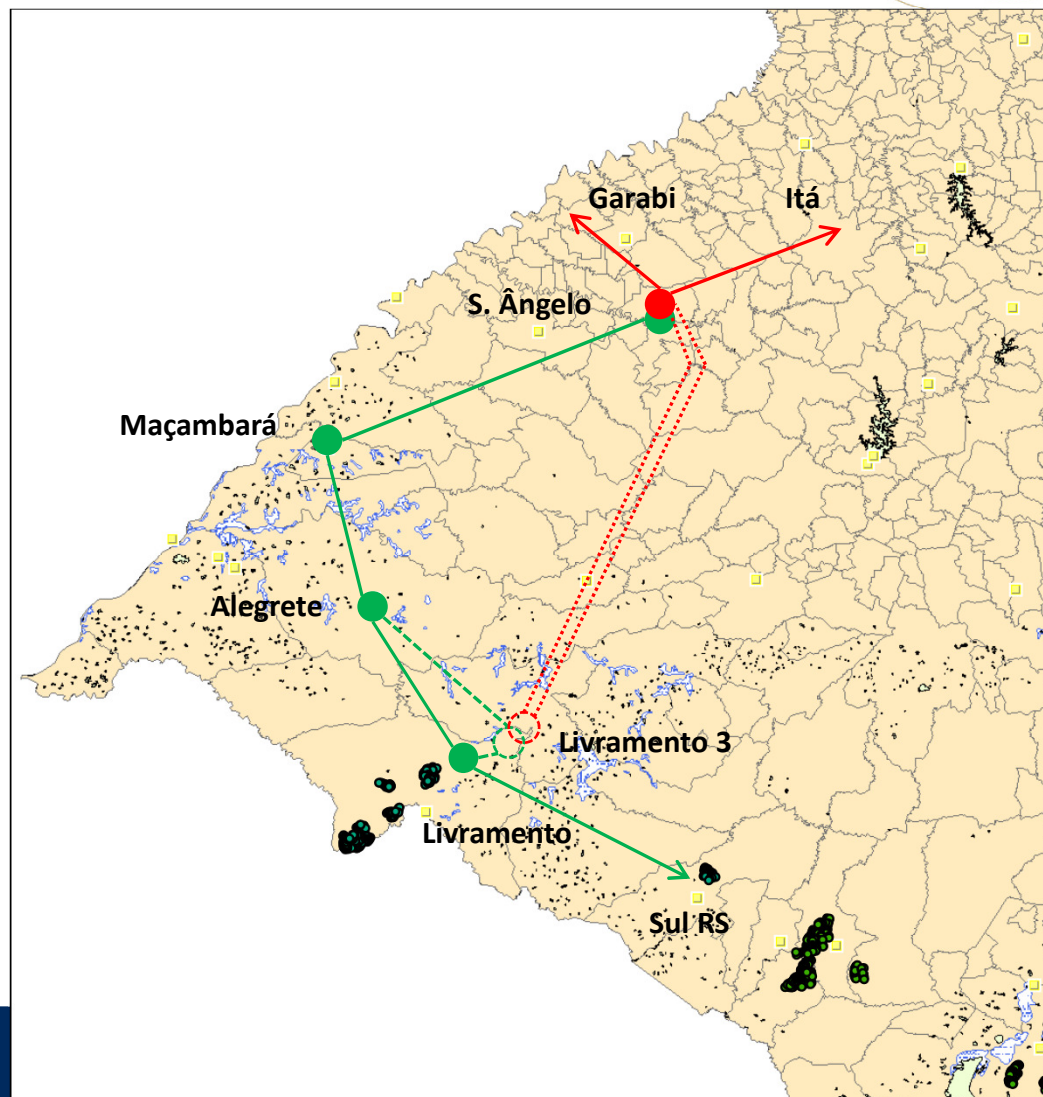 Garabi
Itá
S. Ângelo
Maçambará
Alegrete
Livramento 3
Livramento
Sul RS